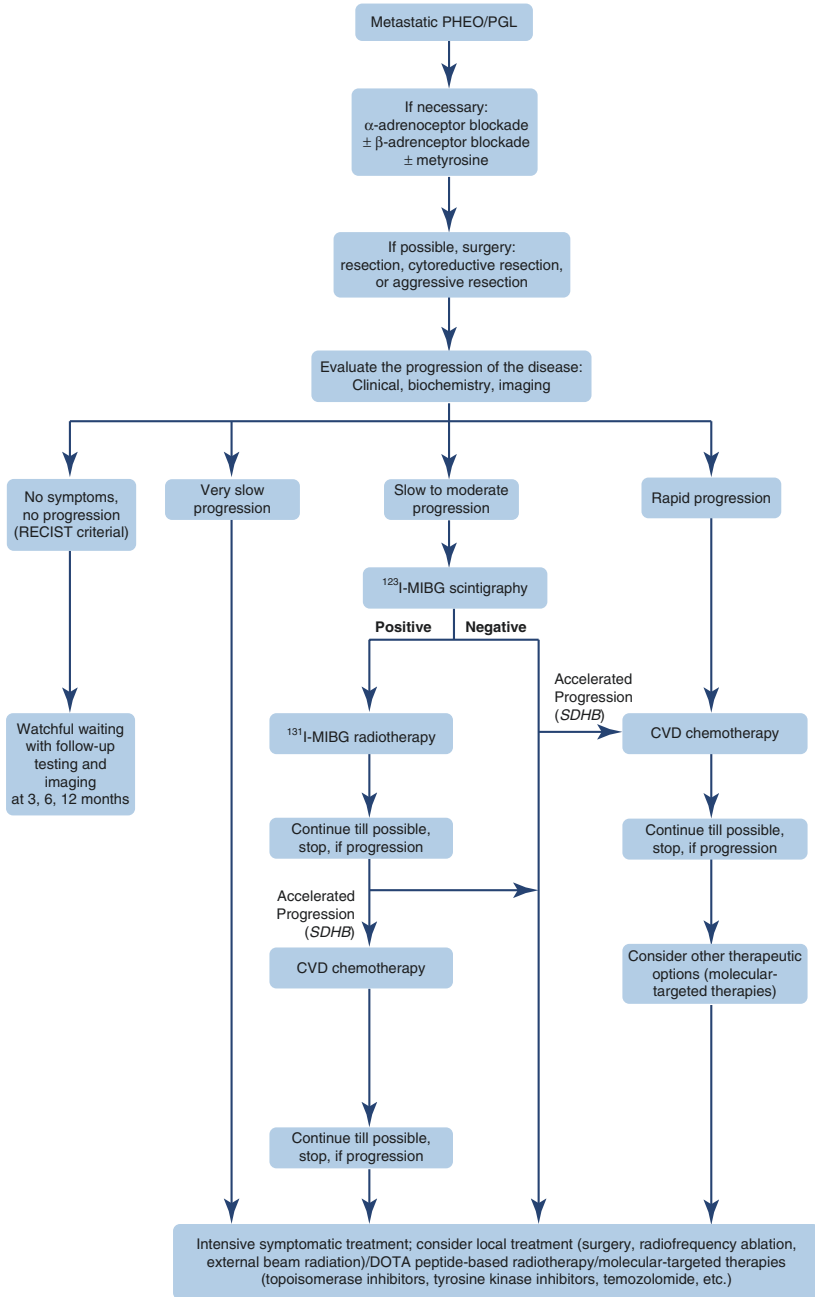 Metastatic PHEO/PGL
If necessary:
α-adrenoceptor blockade
± β-adrenceptor blockade
± metyrosine
If possible, surgery:
resection, cytoreductive resection,
or aggressive resection
Evaluate the progression of the disease:
Clinical, biochemistry, imaging
No symptoms,
no progression
(RECIST criterial)
Very slow
progression
Slow to moderate
progression
Rapid progression
123I-MIBG scintigraphy
Positive
Negative
Accelerated
Progression
(SDHB)
Watchful waiting
with follow-up
testing and
imaging
at 3, 6, 12 months
131I-MIBG radiotherapy
CVD chemotherapy
Continue till possible,
stop, if progression
Continue till possible,
stop, if progression
Accelerated
Progression
(SDHB)
CVD chemotherapy
Consider other therapeutic
options (molecular-
targeted therapies)
Continue till possible,
stop, if progression
Intensive symptomatic treatment; consider local treatment (surgery, radiofrequency ablation,
external beam radiation)/DOTA peptide-based radiotherapy/molecular-targeted therapies
(topoisomerase inhibitors, tyrosine kinase inhibitors, temozolomide, etc.)